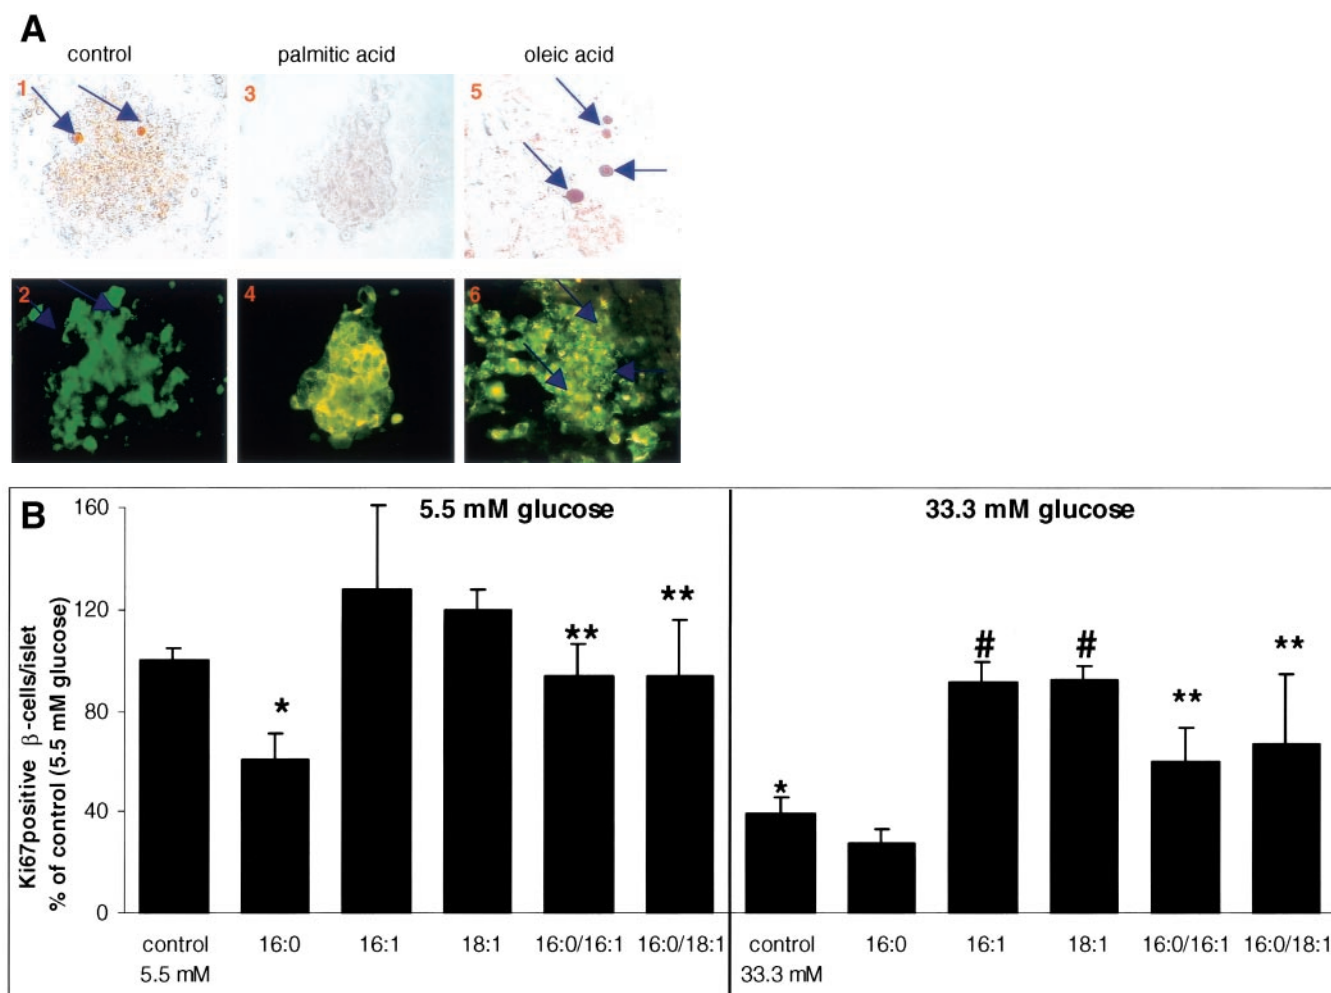 A
control palmitic acid oleic acid
1 3 5
2 4 6
B
5.5 mM glucose 33.3 mM glucose
Ki67positive β-cells/islet
% of control (5.5 mM glucose)
160
120
80
40
0
* ** ** * # # ** **
control 16:0 16:1 18:1 16:0/16:1 16:0/18:1 control 16:0 16:1 18:1 16:0/16:1 16:0/18:1
5.5 mM 33.3 mM